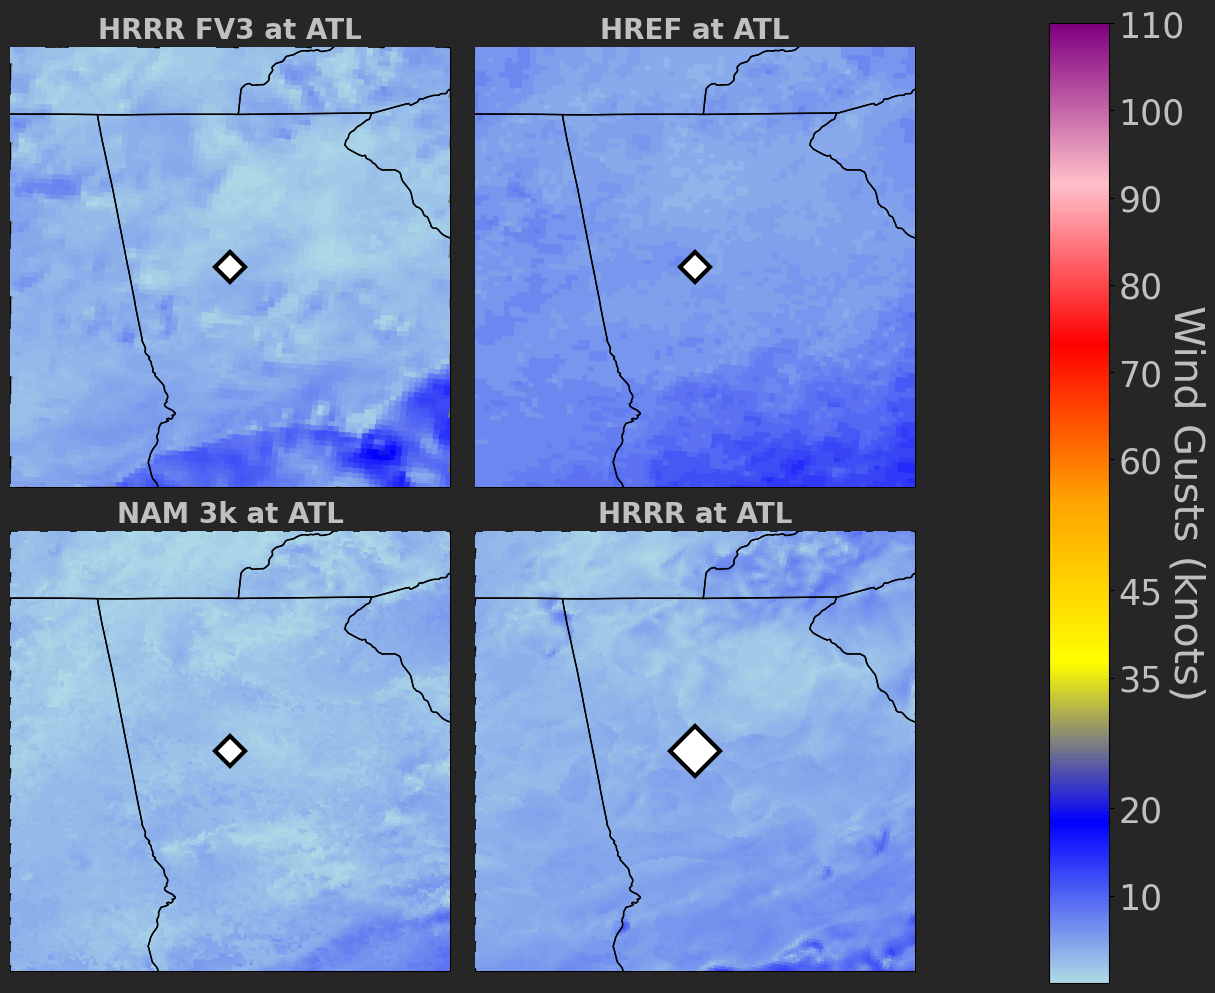 HRRR FV3 at ATL
HREF at ATL
NAM 3k at ATL
HRRR at ATL
110
100
90
80
70
60
45
35
20
10
Wind Gusts (knots)